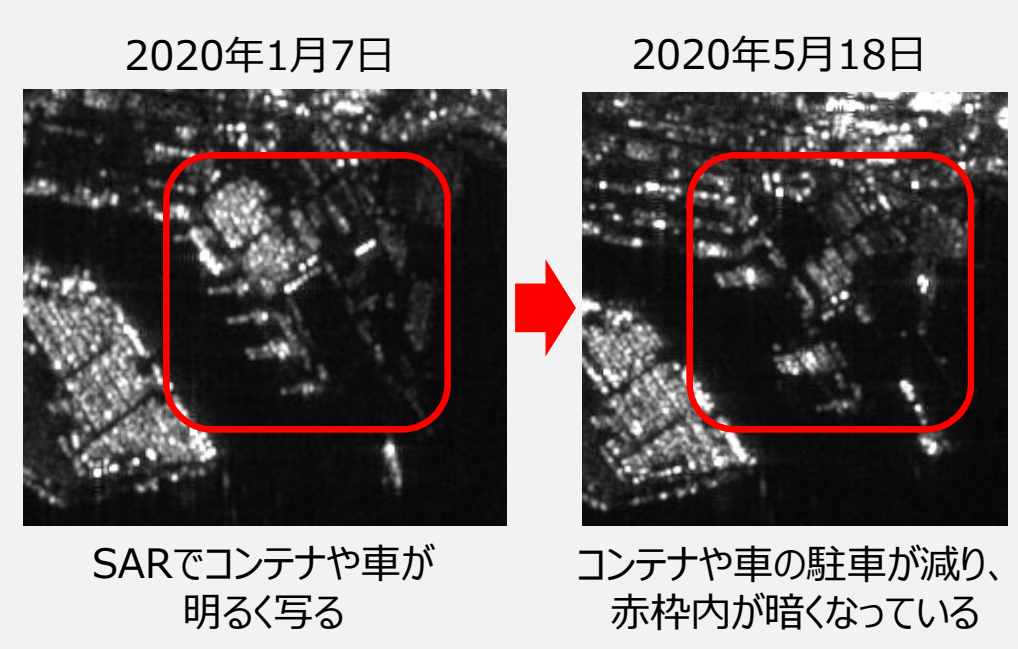 2020年1月7日
2020年5月18日
SARでコンテナや車が
明るく写る
コンテナや車の駐車が減り、
赤枠内が暗くなっている